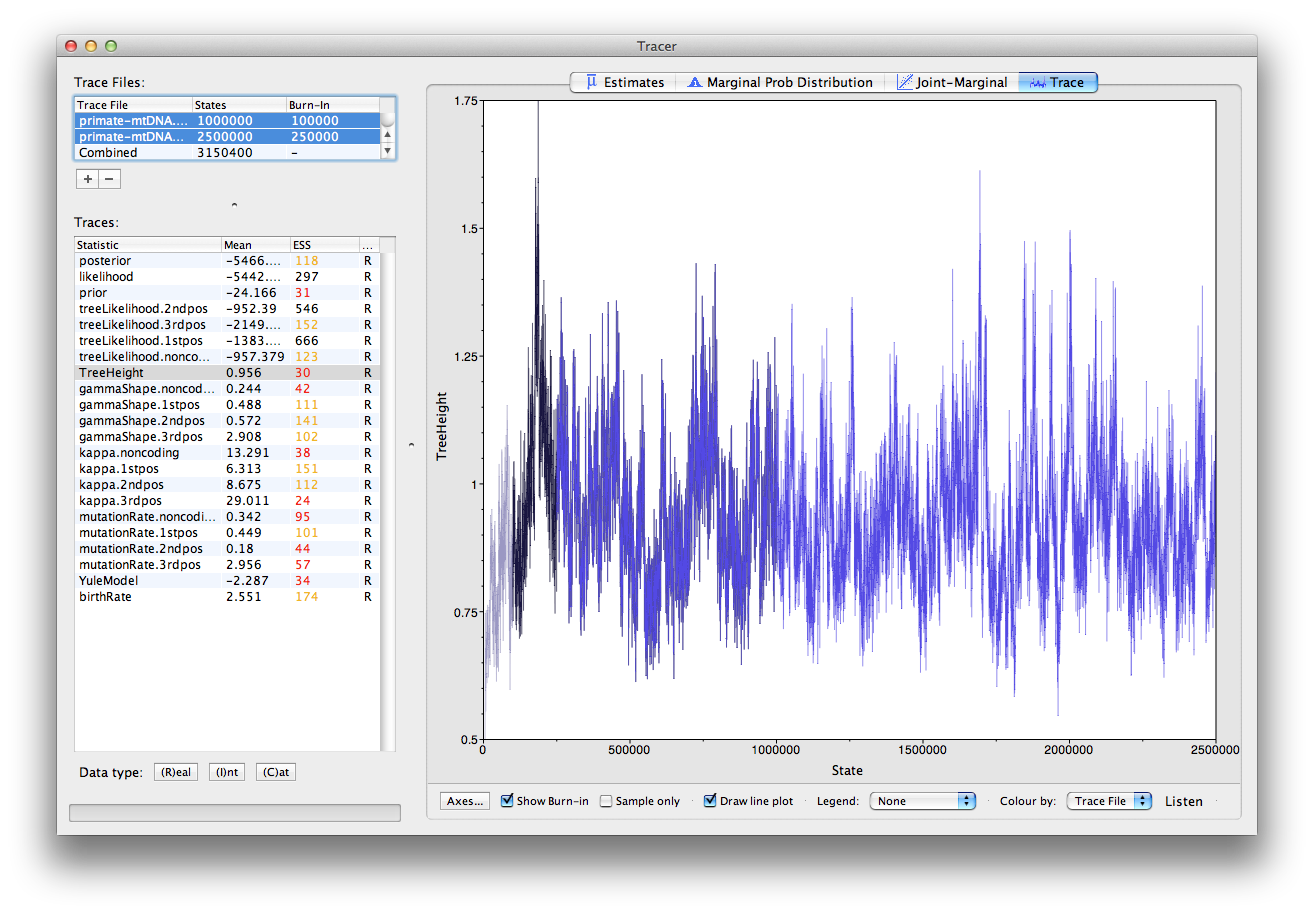 Tracer
Trace Files:
Trace File States Burn-In
primate-mtDNA.... 1000000 100000
primate-mtDNA... 2500000 250000
Combined 3150400 -
+ −
Traces:
Statistic Mean ESS ...
posterior -5466.... 118 R
likelihood -5442.... 297 R
prior -24.166 31 R
treeLikelihood.2ndpos -952.39 546 R
treeLikelihood.3rdpos -2149.... 152 R
treeLikelihood.1stpos -1383.... 666 R
treeLikelihood.nonco... -957.379 123 R
TreeHeight 0.956 30 R
gammaShape.noncod... 0.244 42 R
gammaShape.1stpos 0.488 111 R
gammaShape.2ndpos 0.572 141 R
gammaShape.3rdpos 2.908 102 R
kappa.noncoding 13.291 38 R
kappa.1stpos 6.313 151 R
kappa.2ndpos 8.675 112 R
kappa.3rdpos 29.011 24 R
mutationRate.noncodi... 0.342 95 R
mutationRate.1stpos 0.449 101 R
mutationRate.2ndpos 0.18 44 R
mutationRate.3rdpos 2.956 57 R
YuleModel -2.287 34 R
birthRate 2.551 174 R
Data type: (R)eal (I)nt (C)at
Estimates Marginal Prob Distribution Joint-Marginal Trace
1.75
1.5
1.25
1
0.75
0.5
TreeHeight
0 500000 1000000 1500000 2000000 2500000
State
Axes... Show Burn-in Sample only Draw line plot Legend: None Colour by: Trace File Listen